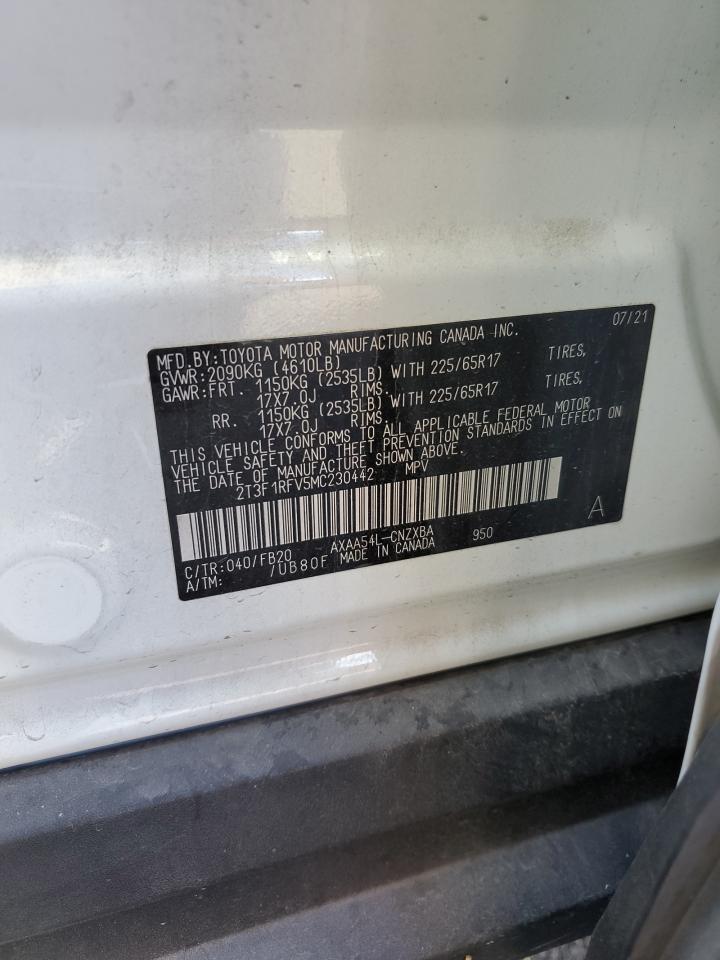 MFD.BY:TOYOTA MOTOR MANUFACTURING CANADA INC. 07/21
GVWR:2090KG (4610LB)
GAWR:FRT. 1150KG (2535LB) WITH 225/65R17 TIRES,
17X7.0J RIMS.
RR. 1150KG (2535LB) WITH 225/65R17 TIRES,
17X7.0J RIMS.
THIS VEHICLE CONFORMS TO ALL APPLICABLE FEDERAL MOTOR
VEHICLE SAFETY AND THEFT PREVENTION STANDARDS IN EFFECT ON
THE DATE OF MANUFACTURE SHOWN ABOVE.
2T3F1RFV5MC230442 MPV
A
C/TR:040/FB20 AXAA54L-CNZXBA 950
A/TM: /UB80F MADE IN CANADA